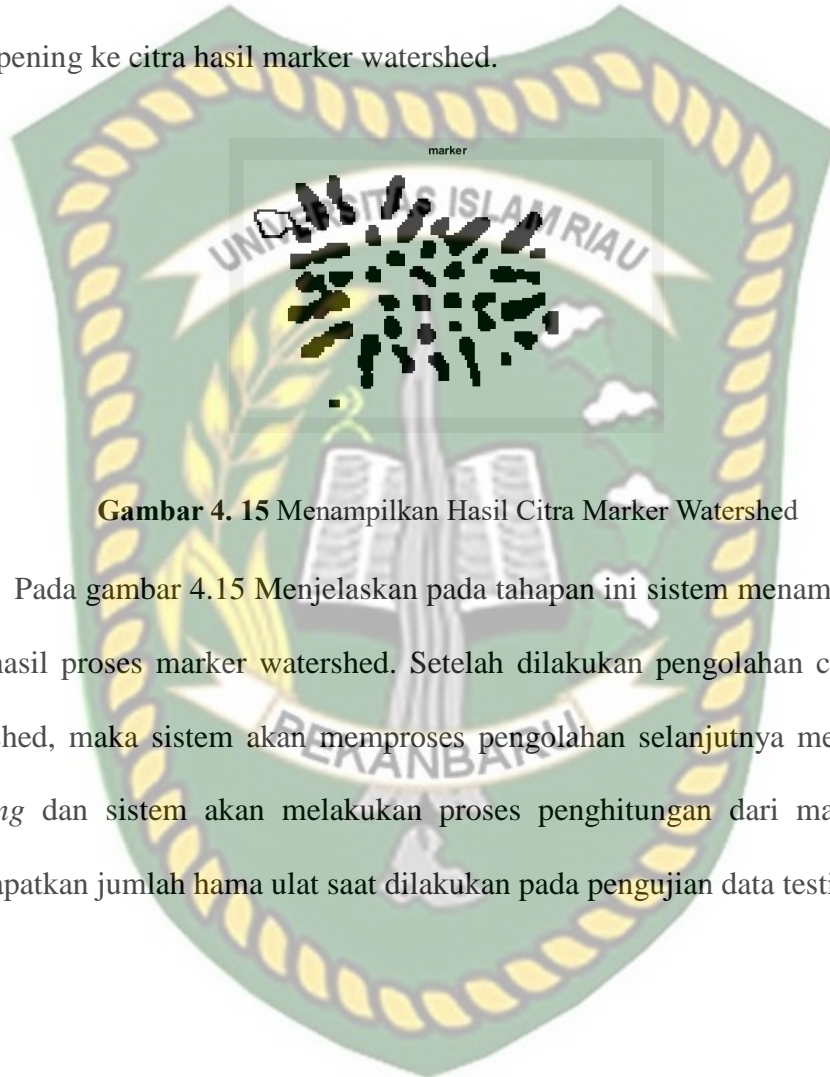 pening ke citra hasil marker watershed.
marker
UNIVERSITAS ISLAM RIAU
Gambar 4. 15 Menampilkan Hasil Citra Marker Watershed
Pada gambar 4.15 Menjelaskan pada tahapan ini sistem menam
hasil proses marker watershed. Setelah dilakukan pengolahan c
hed, maka sistem akan memproses pengolahan selanjutnya me
PEKANBARU
ng dan sistem akan melakukan proses penghitungan dari ma
apatkan jumlah hama ulat saat dilakukan pada pengujian data testi